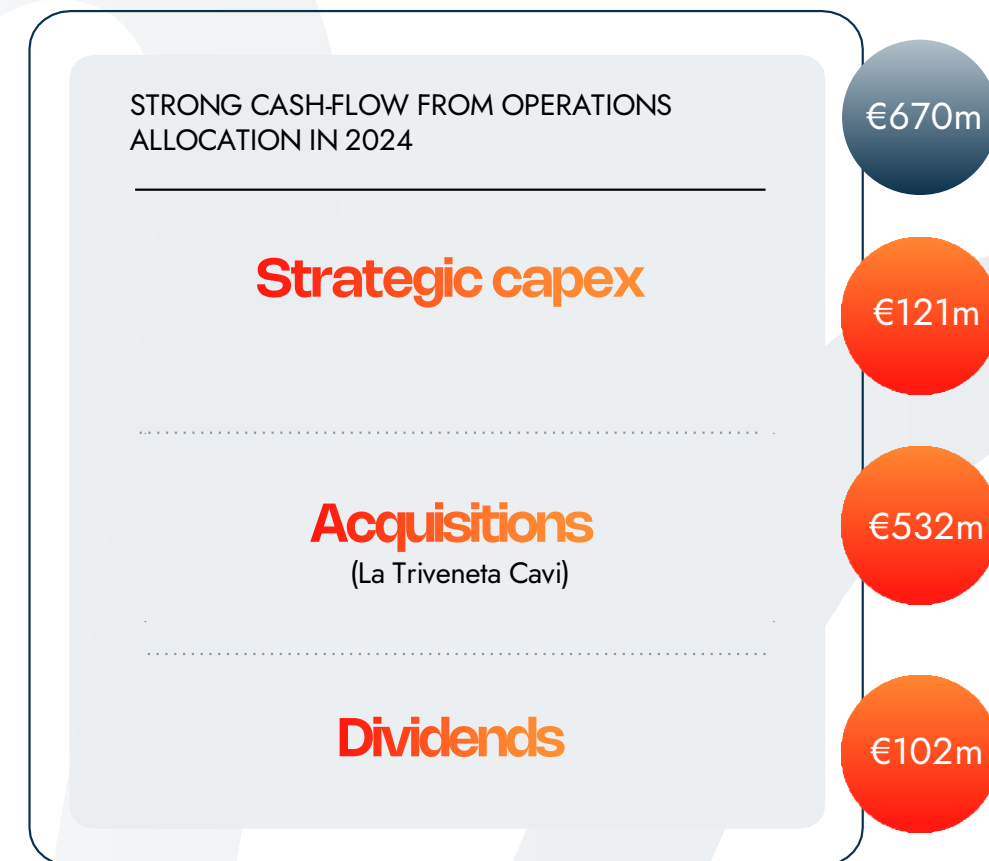 STRONG CASH-FLOW FROM OPERATIONS
ALLOCATION IN 2024
€670m
Strategic capex
€121m
Acquisitions
(La Triveneta Cavi)
€532m
Dividends
€102m